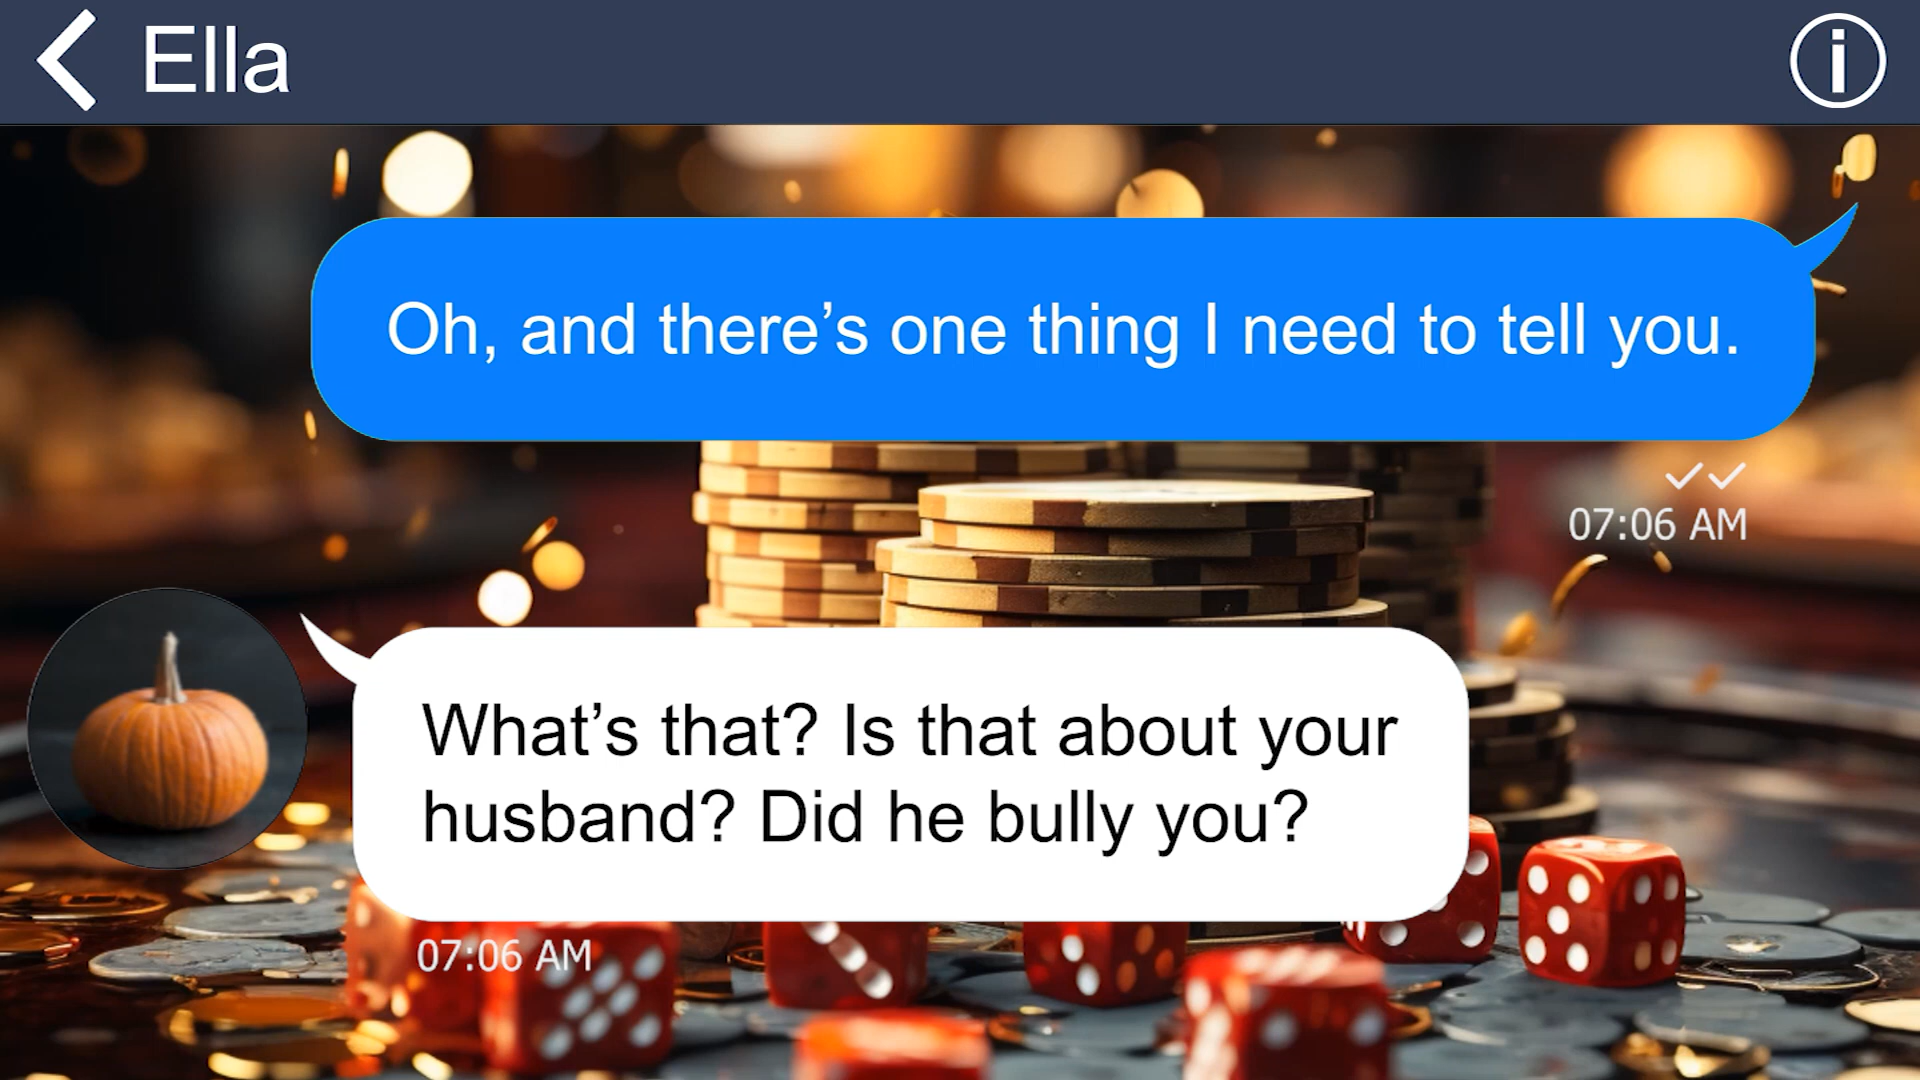 Ella
Oh, and there’s one thing I need to tell you.
07:06 AM
What’s that? Is that about your
husband? Did he bully you?
07:06 AM